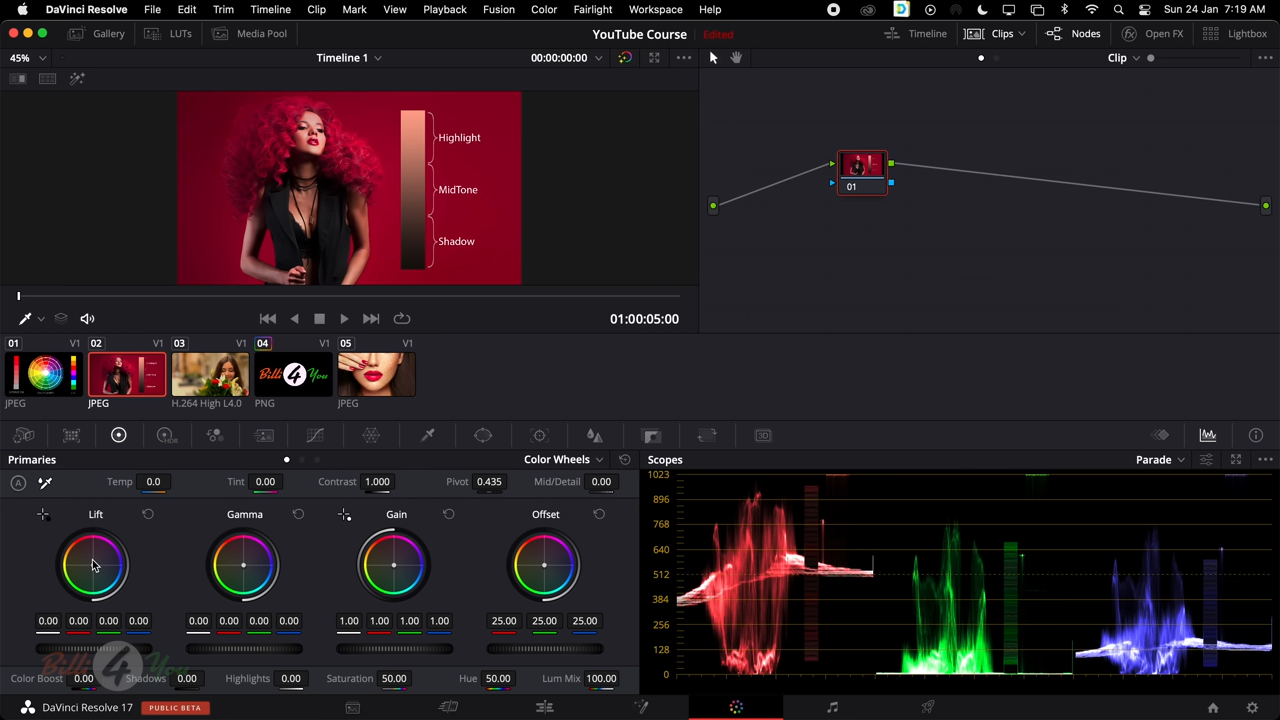 DaVinci Resolve File Edit Trim Timeline Clip Mark View Playback Fusion Color Fairlight Workspace Help Sun 24 Jan 7:19 AM
Gallery LUTs Media Pool YouTube Course Edited Timeline Clips Nodes Open FX Lightbox
45% Timeline 1 00:00:00:00 Clip
Highlight
MidTone
Shadow
01
01:00:05:00
01 V1 02 V1 03 V1 04 V1 05 V1
Billi 4 You
JPEG JPEG H.264 High L4.0 PNG JPEG
HDR
3D
Primaries Color Wheels Scopes Parade
A Temp 0.0 Tint 0.00 Contrast 1.000 Pivot 0.435 Mid/Detail 0.00
Lift Gamma Gain Offset
0.00 0.00 0.00 0.00 0.00 0.00 0.00 0.00 1.00 1.00 1.00 1.00 25.00 25.00 25.00
Billi 4 You
Color Boost 0.00 Shadows 0.00 Highlights 0.00 Saturation 50.00 Hue 50.00 Lum Mix 100.00
1023
896
768
640
512
384
256
128
0
DaVinci Resolve 17 PUBLIC BETA